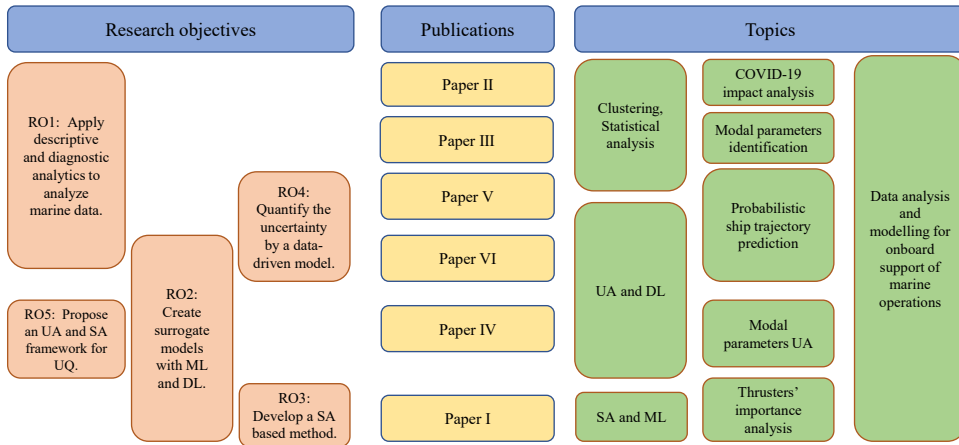 Research objectives
Publications
Topics
RO1: Apply
descriptive
and diagnostic
analytics to
analyze
marine data.
RO4:
Quantify the
uncertainty
by a data-
driven model.
RO2:
Create
surrogate
models
with ML
and DL.
RO5: Propose
an UA and SA
framework for
UQ.
RO3:
Develop a SA
based method.
Paper II
Paper III
Paper V
Paper VI
Paper IV
Paper I
Clustering,
Statistical
analysis
UA and DL
SA and ML
COVID-19
impact analysis
Modal parameters
identification
Probabilistic
ship trajectory
prediction
Modal
parameters UA
Thrusters’
importance
analysis
Data analysis
and
modelling for
onboard
support of
marine
operations